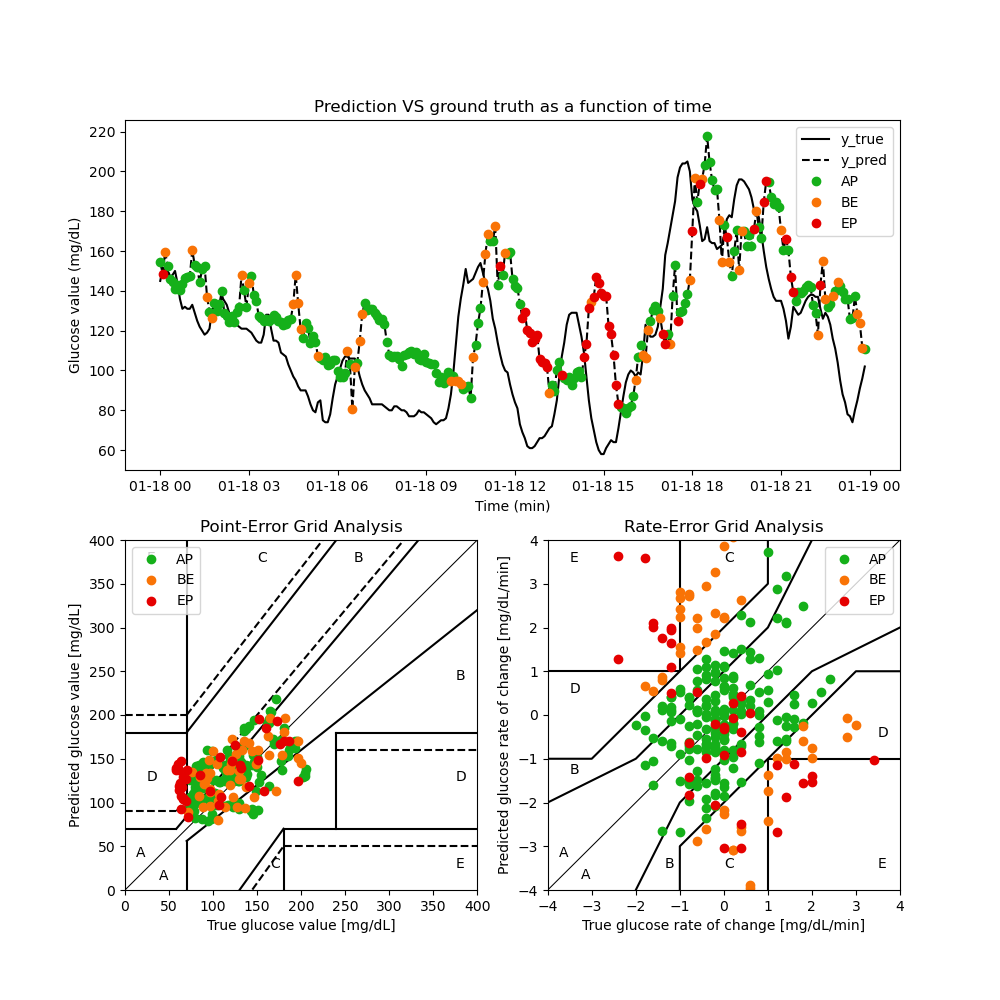 Prediction VS ground truth as a function of time
Glucose value (mg/dL)
220
200
180
160
140
120
100
80
60
y_true
y_pred
AP
BE
EP
01-18 00 01-18 03 01-18 06 01-18 09 01-18 12 01-18 15 01-18 18 01-18 21 01-19 00
Time (min)
Point-Error Grid Analysis
Predicted glucose value [mg/dL]
400
350
300
250
200
150
100
50
0
AP
BE
EP
E
C
B
B
D
D
A
A
C
E
0 50 100 150 200 250 300 350 400
True glucose value [mg/dL]
Rate-Error Grid Analysis
Predicted glucose rate of change [mg/dL/min]
4
3
2
1
0
−1
−2
−3
−4
AP
BE
EP
E
C
D
D
B
A
A
B
C
E
−4 −3 −2 −1 0 1 2 3 4
True glucose rate of change [mg/dL/min]